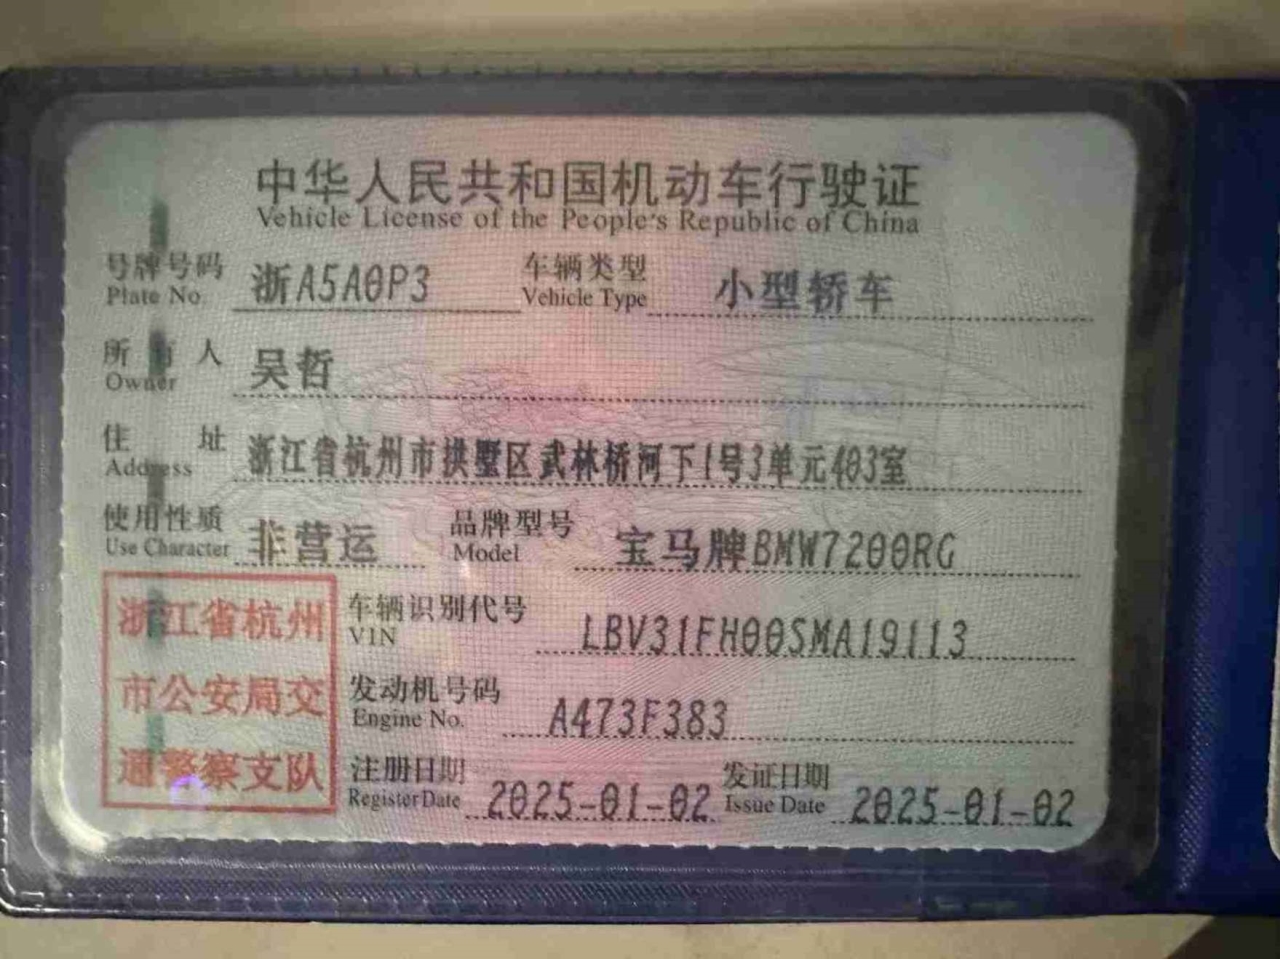 中华人民共和国机动车行驶证
Vehicle License of the People's Republic of China
号牌号码 浙A5A0P3 车辆类型 小型轿车
Plate No. Vehicle Type
所有人 吴哲
Owner
住址 浙江省杭州市拱墅区武林桥河下1号3单元403室
Address
使用性质 非营运 品牌型号 宝马牌BMW7200RG
Use Character Model
浙江省杭州
市公安局交
通警察支队
车辆识别代号 LBV31FH00SMA19113
VIN
发动机号码 A473F383
Engine No.
注册日期 2025-01-02 发证日期 2025-01-02
Register Date Issue Date